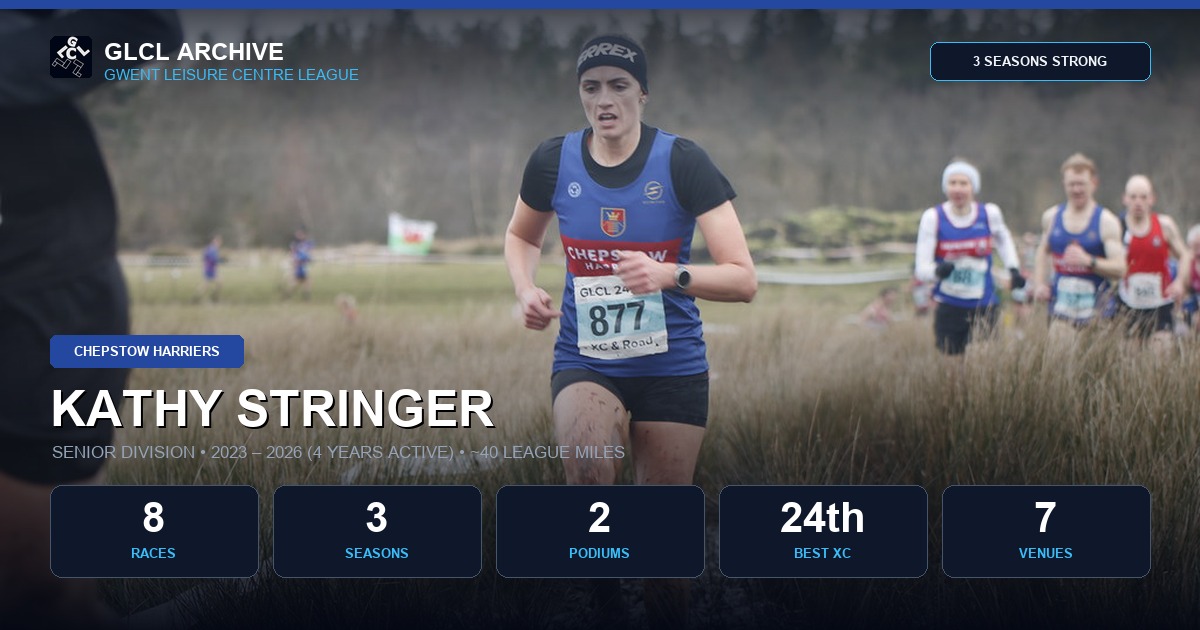 GLCL ARCHIVE
GWENT LEISURE CENTRE LEAGUE
3 SEASONS STRONG
CHEPSTOW
GLCL 24
877
XC & Road
CHEPSTOW HARRIERS
KATHY STRINGER
SENIOR DIVISION • 2023 – 2026 (4 YEARS ACTIVE) • ~40 LEAGUE MILES
8
RACES
3
SEASONS
2
PODIUMS
24th
BEST XC
7
VENUES